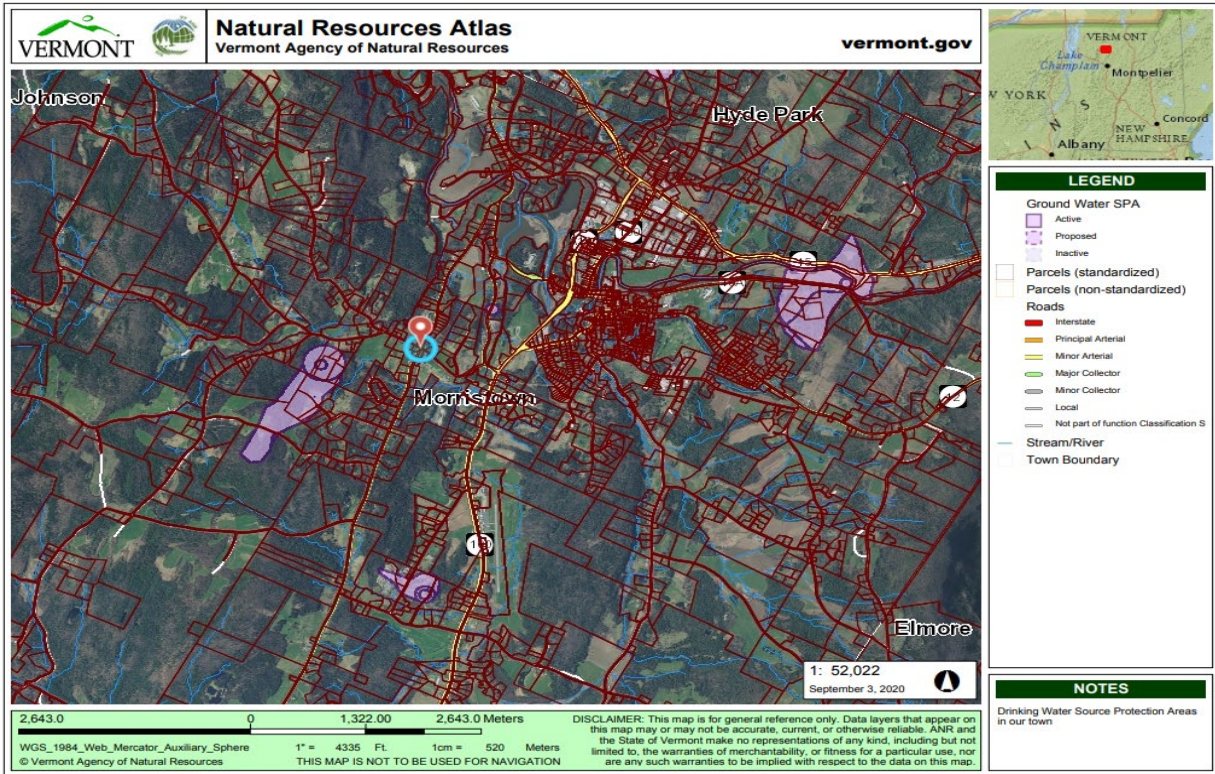 VERMONT
Natural Resources Atlas
Vermont Agency of Natural Resources
vermont.gov
VERMONT
Lake
Champlain
Montpelier
W YORK
N S
I
Concord
NEW
HAMPSHIRE
Albany
Johnson
Hyde Park
Morristown
Elmore
12
1: 52,022
September 3, 2020
LEGEND
Ground Water SPA
Active
Proposed
Inactive
Parcels (standardized)
Parcels (non-standardized)
Roads
Interstate
Principal Arterial
Minor Arterial
Major Collector
Minor Collector
Local
Not part of function Classification S
Stream/River
Town Boundary
NOTES
Drinking Water Source Protection Areas
in our town
2,643.0 0 1,322.00 2,643.0 Meters
WGS_1984_Web_Mercator_Auxiliary_Sphere
© Vermont Agency of Natural Resources
1" = 4335 Ft. 1cm = 520 Meters
THIS MAP IS NOT TO BE USED FOR NAVIGATION
DISCLAIMER: This map is for general reference only. Data layers that appear on
this map may or may not be accurate, current, or otherwise reliable. ANR and
the State of Vermont make no representations of any kind, including but not
limited to, the warranties of merchantability, or fitness for a particular use, nor
are any such warranties to be implied with respect to the data on this map.